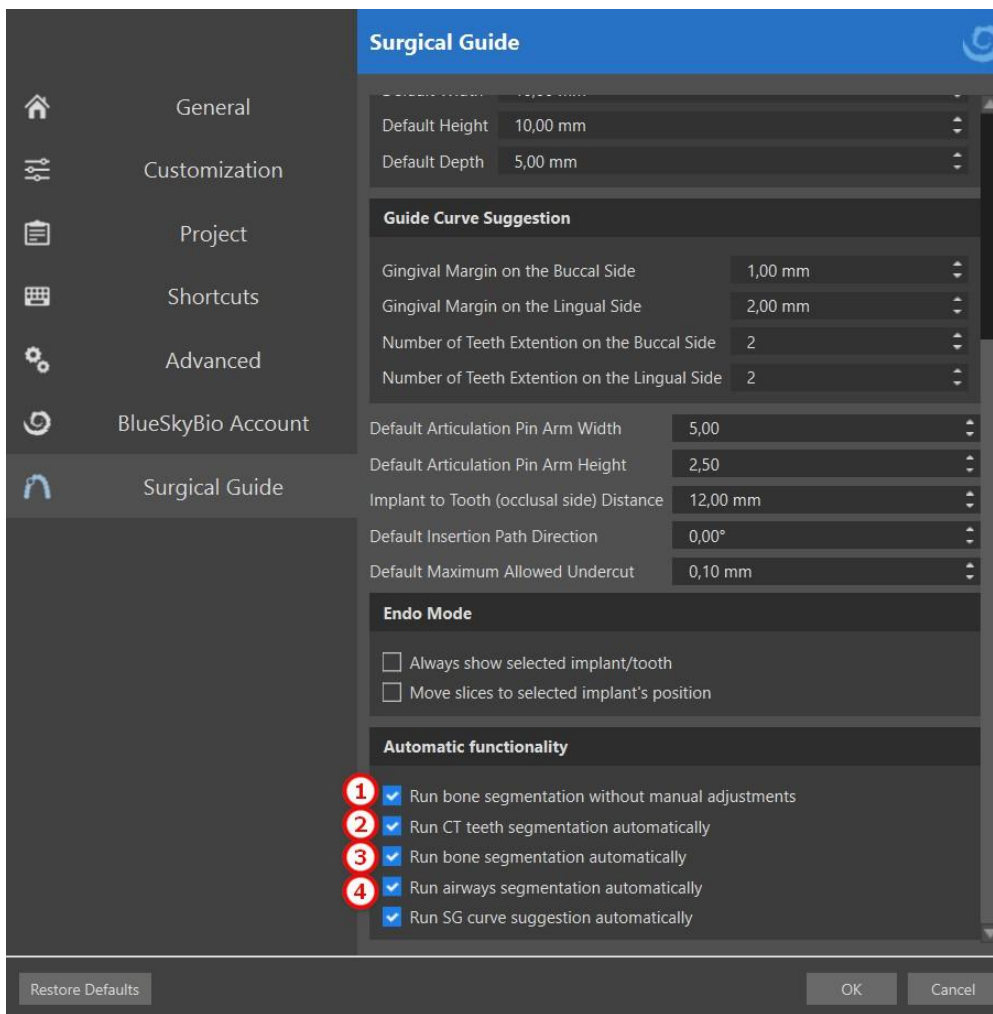 Surgical Guide
General
Customization
Project
Shortcuts
Advanced
BlueSkyBio Account
Surgical Guide
Default Height 10,00 mm
Default Depth 5,00 mm
Guide Curve Suggestion
Gingival Margin on the Buccal Side 1,00 mm
Gingival Margin on the Lingual Side 2,00 mm
Number of Teeth Extention on the Buccal Side 2
Number of Teeth Extention on the Lingual Side 2
Default Articulation Pin Arm Width 5,00
Default Articulation Pin Arm Height 2,50
Implant to Tooth (occlusal side) Distance 12,00 mm
Default Insertion Path Direction 0,00°
Default Maximum Allowed Undercut 0,10 mm
Endo Mode
Always show selected implant/tooth
Move slices to selected implant's position
Automatic functionality
1 Run bone segmentation without manual adjustments
2 Run CT teeth segmentation automatically
3 Run bone segmentation automatically
4 Run airways segmentation automatically
Run SG curve suggestion automatically
Restore Defaults OK Cancel